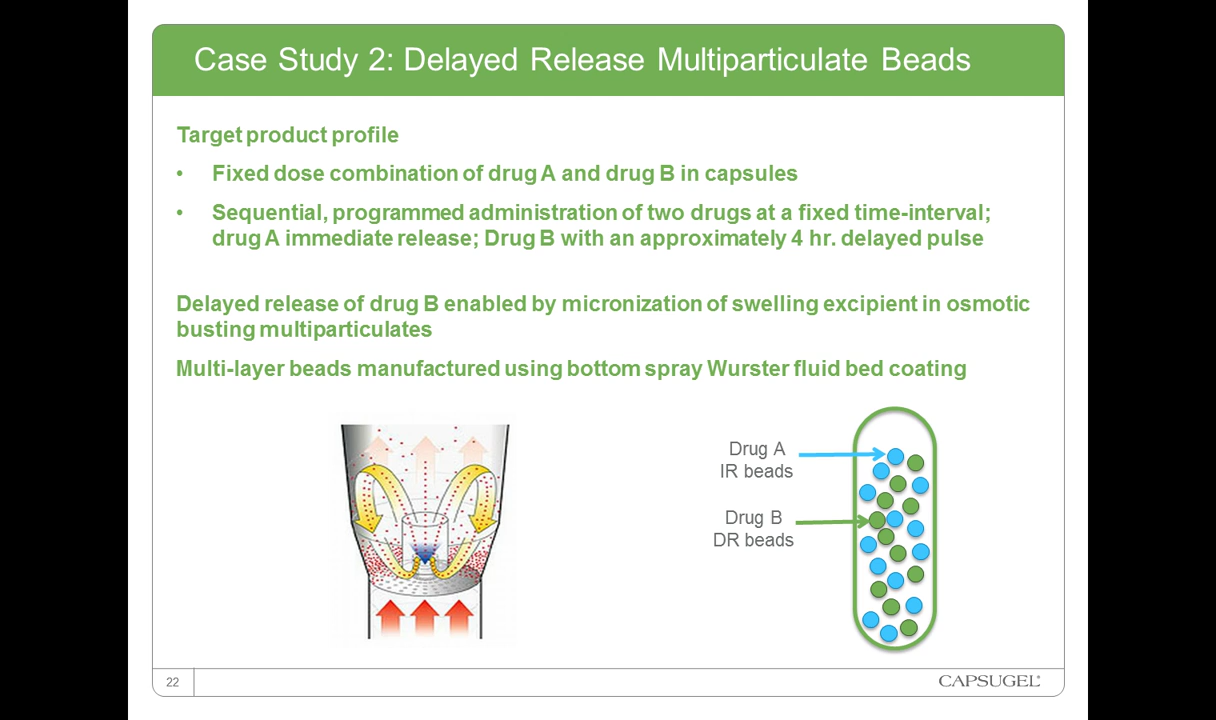 Case Study 2: Delayed Release Multiparticulate Beads
Target product profile
• Fixed dose combination of drug A and drug B in capsules
• Sequential, programmed administration of two drugs at a fixed time-interval;
drug A immediate release; Drug B with an approximately 4 hr. delayed pulse
Delayed release of drug B enabled by micronization of swelling excipient in osmotic
busting multiparticulates
Multi-layer beads manufactured using bottom spray Wurster fluid bed coating
Drug A
IR beads
Drug B
DR beads
22
CAPSUGEL